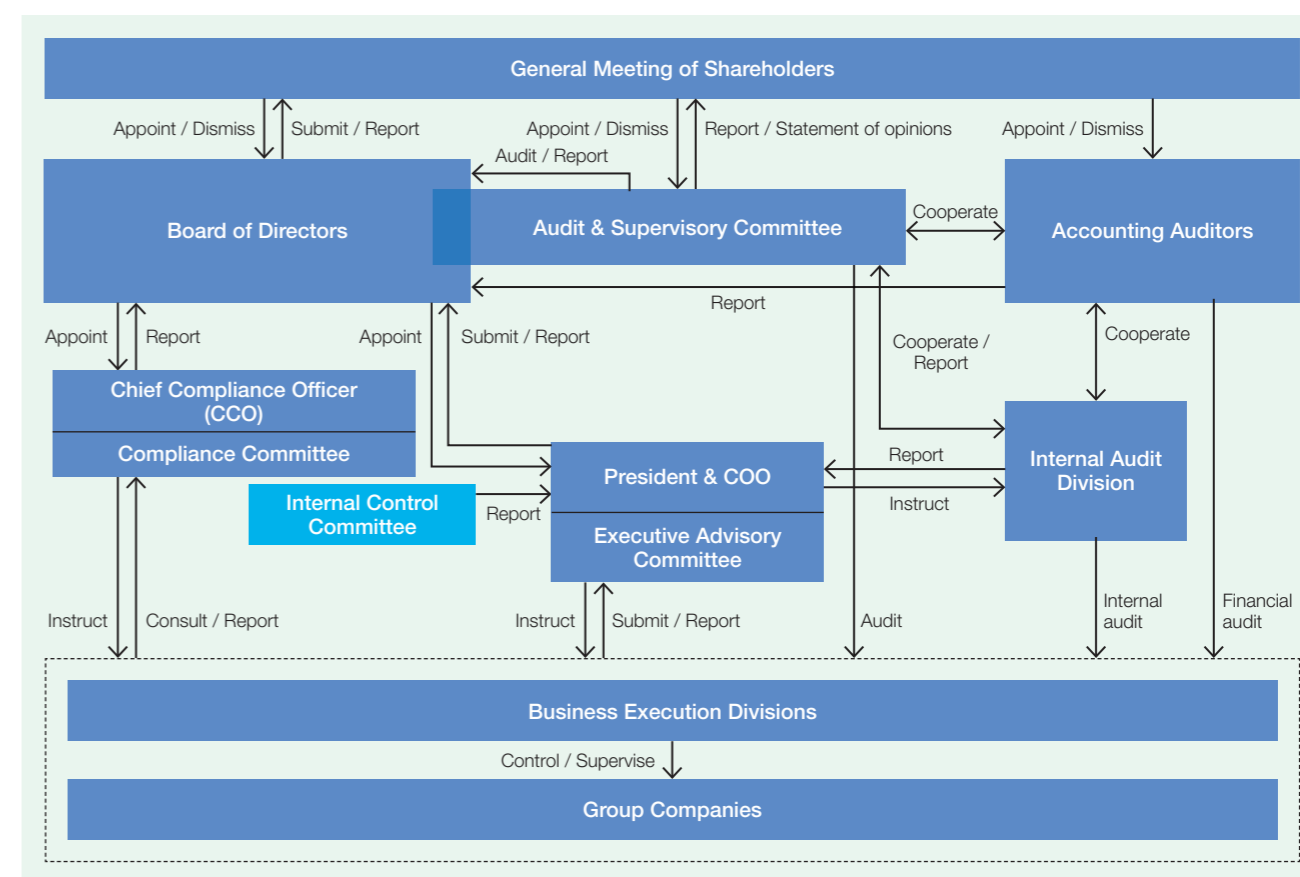 General Meeting of Shareholders
Appoint / Dismiss
Submit / Report
Appoint / Dismiss
Report / Statement of opinions
Appoint / Dismiss
Audit / Report
Board of Directors
Audit & Supervisory Committee
Cooperate
Accounting Auditors
Report
Appoint
Report
Appoint
Submit / Report
Cooperate /
Report
Cooperate
Chief Compliance Officer
(CCO)
Compliance Committee
Internal Control
Committee
Report
President & COO
Executive Advisory
Committee
Report
Instruct
Internal Audit
Division
Instruct
Consult / Report
Instruct
Submit / Report
Audit
Internal
audit
Financial
audit
Business Execution Divisions
Control / Supervise
Group Companies